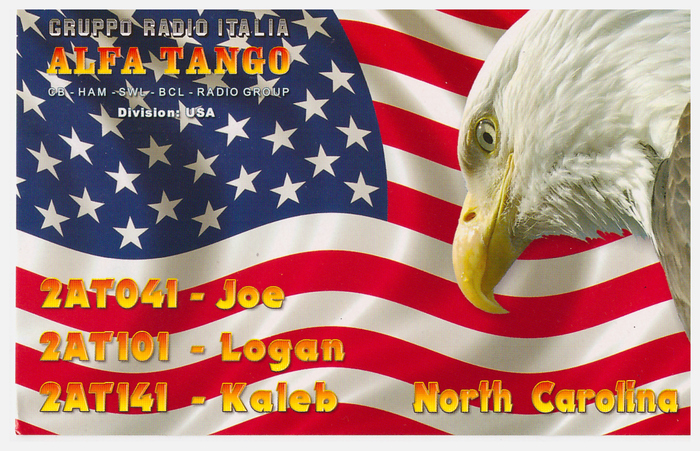 GRUPPO RADIO ITALIA
ALFA TANGO
CB - HAM - SWL - BCL - RADIO GROUP
Division: USA
2AT041 - Joe
2AT101 - Logan
2AT141 - Kaleb
North Carolina